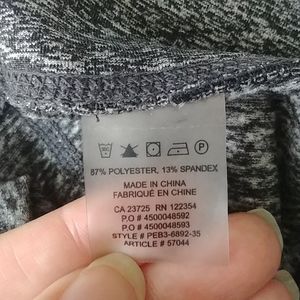 87% POLYESTER, 13% SPANDEX
MADE IN CHINA
FABRIQUÉ EN CHINE
CA 23725 RN 122354
P.O # 4500048592
P.O # 4500048593
STYLE # PEB3-6892-35
ARTICLE # 57044